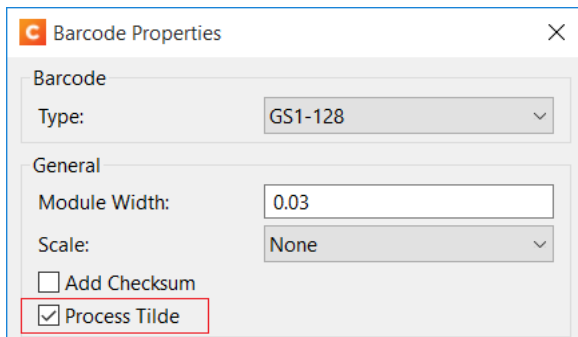 C Barcode Properties
Barcode
Type: GS1-128
General
Module Width: 0.03
Scale: None
Add Checksum
Process Tilde